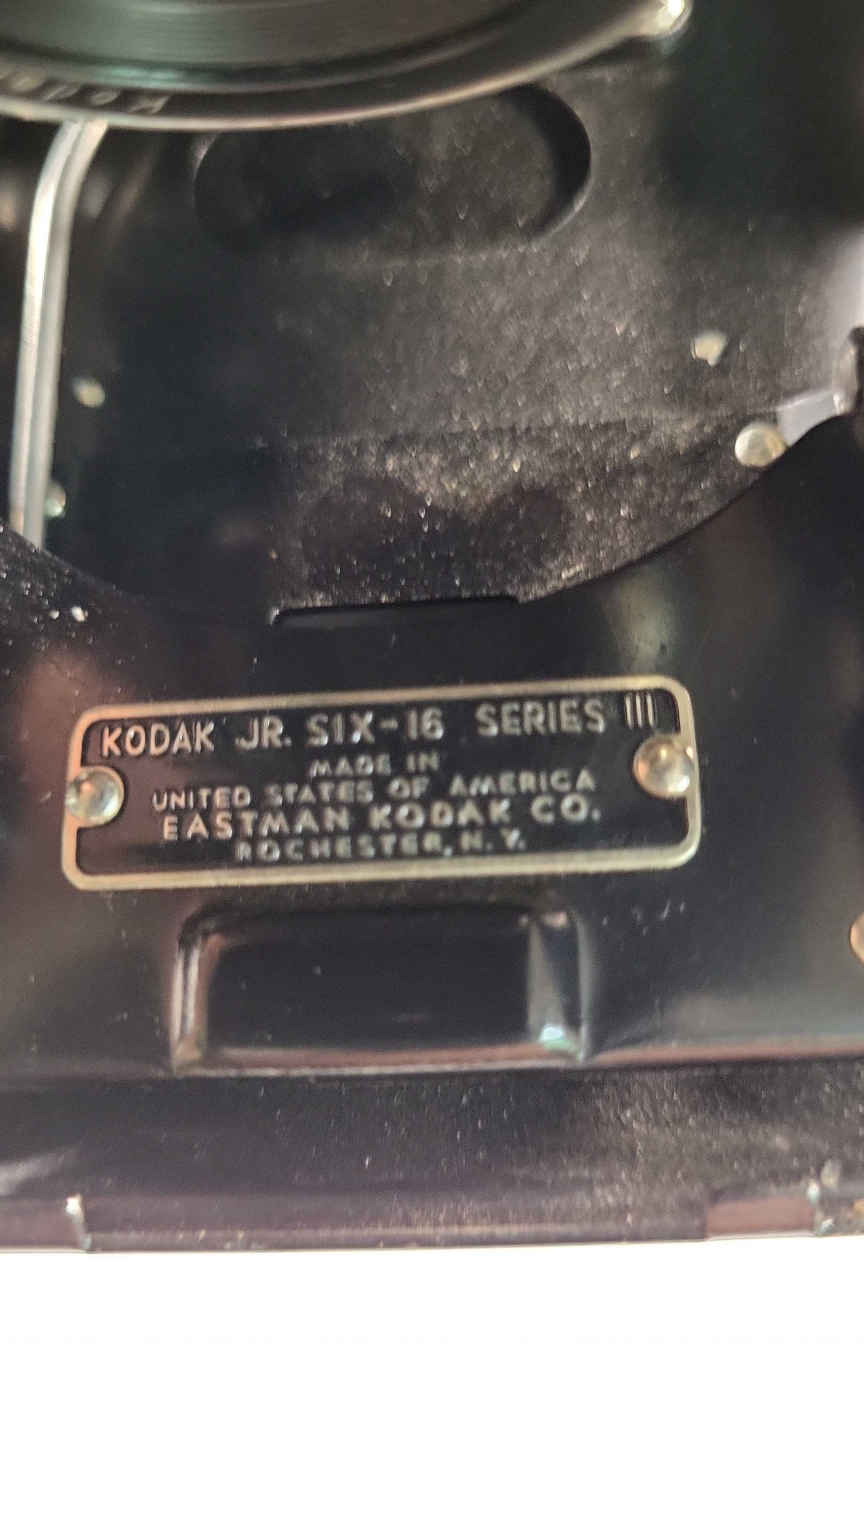 KODAK JR. SIX-16 SERIES III
MADE IN
UNITED STATES OF AMERICA
EASTMAN KODAK CO.
ROCHESTER, N. Y.